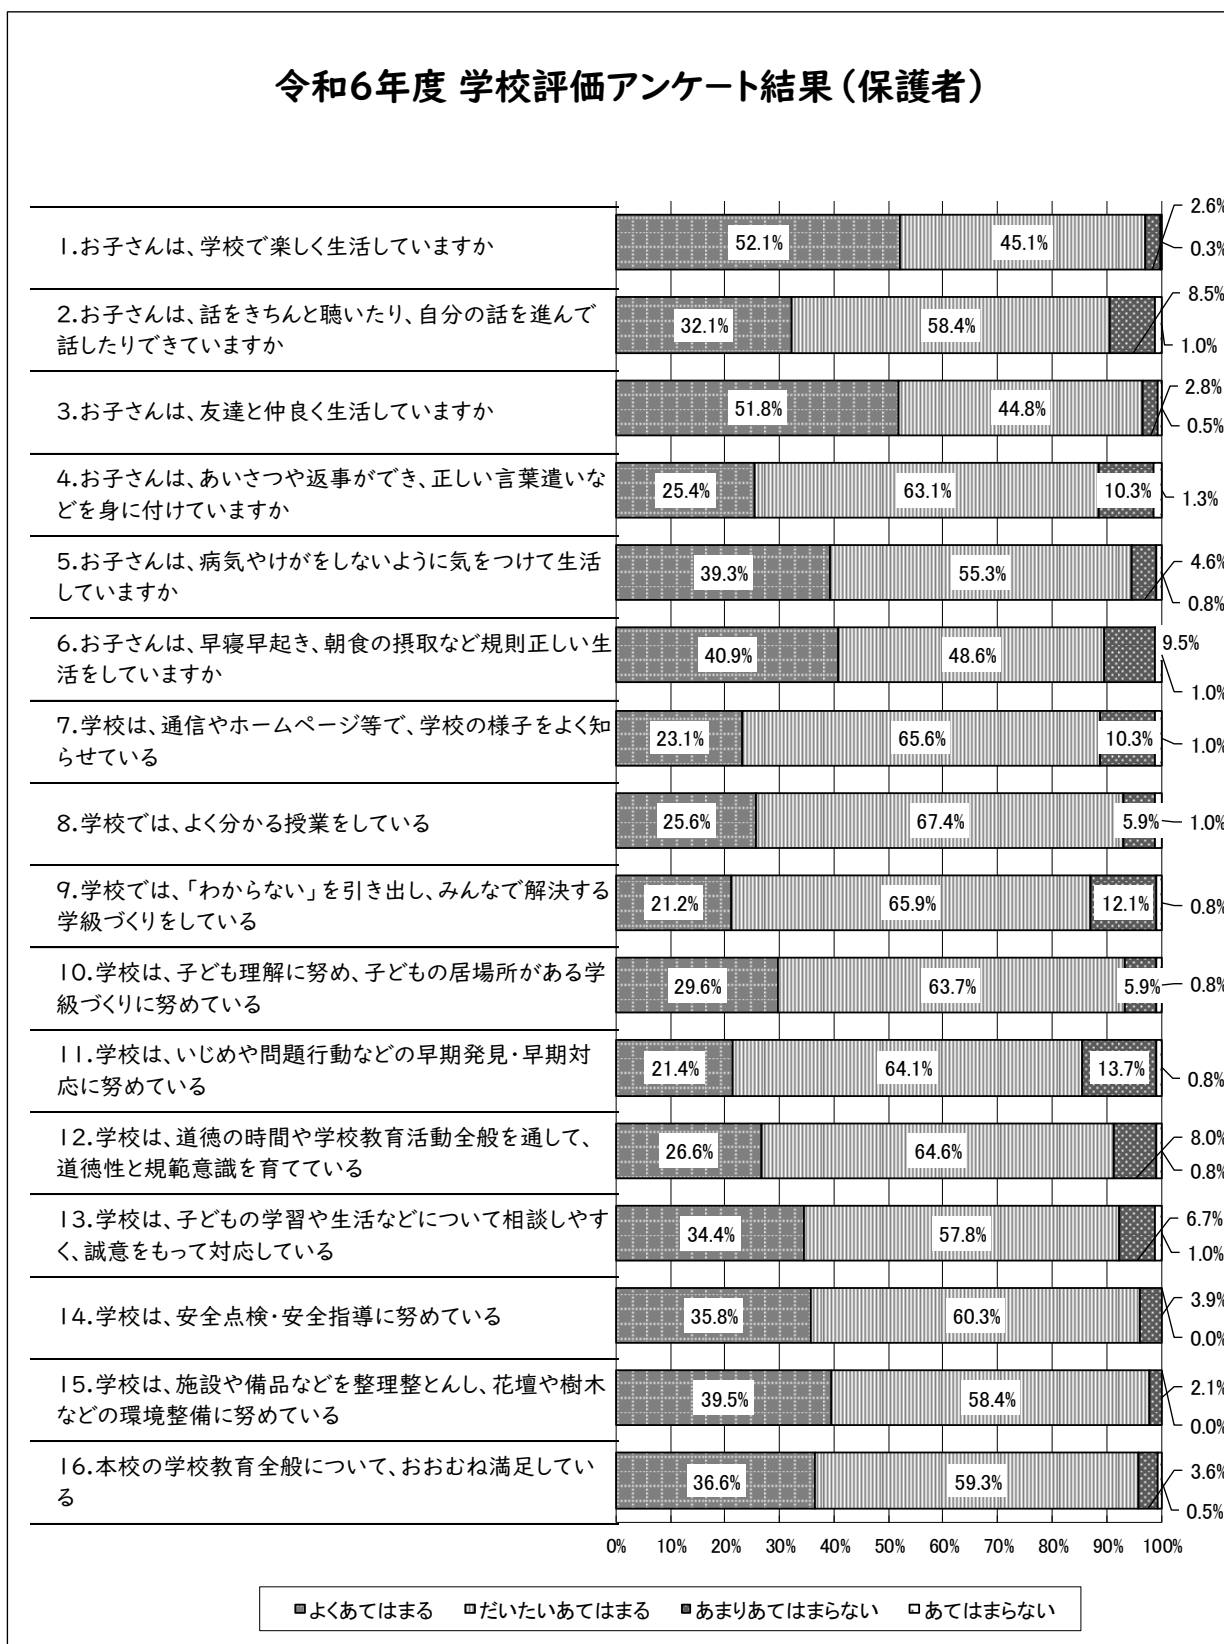 令和6年度 学校評価アンケート結果（保護者）
1.お子さんは、学校で楽しく生活していますか
52.1% 45.1% 2.6% 0.3%
2.お子さんは、話をきちんと聴いたり、自分の話を進んで
話したりできていますか
32.1% 58.4% 8.5% 1.0%
3.お子さんは、友達と仲良く生活していますか
51.8% 44.8% 2.8% 0.5%
4.お子さんは、あいさつや返事ができ、正しい言葉遣いな
どを身に付けていますか
25.4% 63.1% 10.3% 1.3%
5.お子さんは、病気やけがをしないように気をつけて生活
していますか
39.3% 55.3% 4.6% 0.8%
6.お子さんは、早寝早起き、朝食の摂取など規則正しい生
活をしていますか
40.9% 48.6% 9.5% 1.0%
7.学校は、通信やホームページ等で、学校の様子をよく知
らせている
23.1% 65.6% 10.3% 1.0%
8.学校では、よく分かる授業をしている
25.6% 67.4% 5.9% 1.0%
9.学校では、「わからない」を引き出し、みんなで解決する
学級づくりをしている
21.2% 65.9% 12.1% 0.8%
10.学校は、子ども理解に努め、子どもの居場所がある学
級づくりに努めている
29.6% 63.7% 5.9% 0.8%
11.学校は、いじめや問題行動などの早期発見・早期対
応に努めている
21.4% 64.1% 13.7% 0.8%
12.学校は、道徳の時間や学校教育活動全般を通して、
道徳性と規範意識を育てている
26.6% 64.6% 8.0% 0.8%
13.学校は、子どもの学習や生活などについて相談しやす
く、誠意をもって対応している
34.4% 57.8% 6.7% 1.0%
14.学校は、安全点検・安全指導に努めている
35.8% 60.3% 3.9% 0.0%
15.学校は、施設や備品などを整理整とんし、花壇や樹木
などの環境整備に努めている
39.5% 58.4% 2.1% 0.0%
16.本校の学校教育全般について、おおむね満足してい
る
36.6% 59.3% 3.6% 0.5%
0% 10% 20% 30% 40% 50% 60% 70% 80% 90% 100%
よくあてはまる だいたいあてはまる あまりあてはまらない あてはまらない